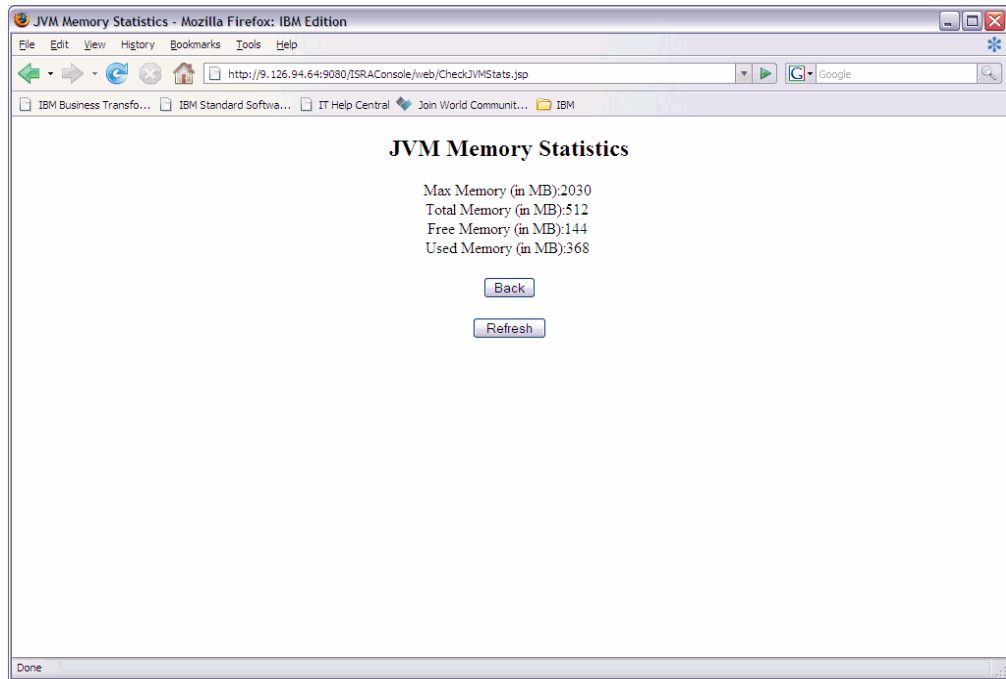 JVM Memory Statistics - Mozilla Firefox: IBM Edition
File Edit View History Bookmarks Tools Help
http://9.126.94.64:9080/ISRAConsole/web/CheckJVMStats.jsp
G Google
IBM Business Transfo... IBM Standard Softwa... IT Help Central Join World Communit... IBM
JVM Memory Statistics
Max Memory (in MB):2030
Total Memory (in MB):512
Free Memory (in MB):144
Used Memory (in MB):368
Back
Refresh
Done